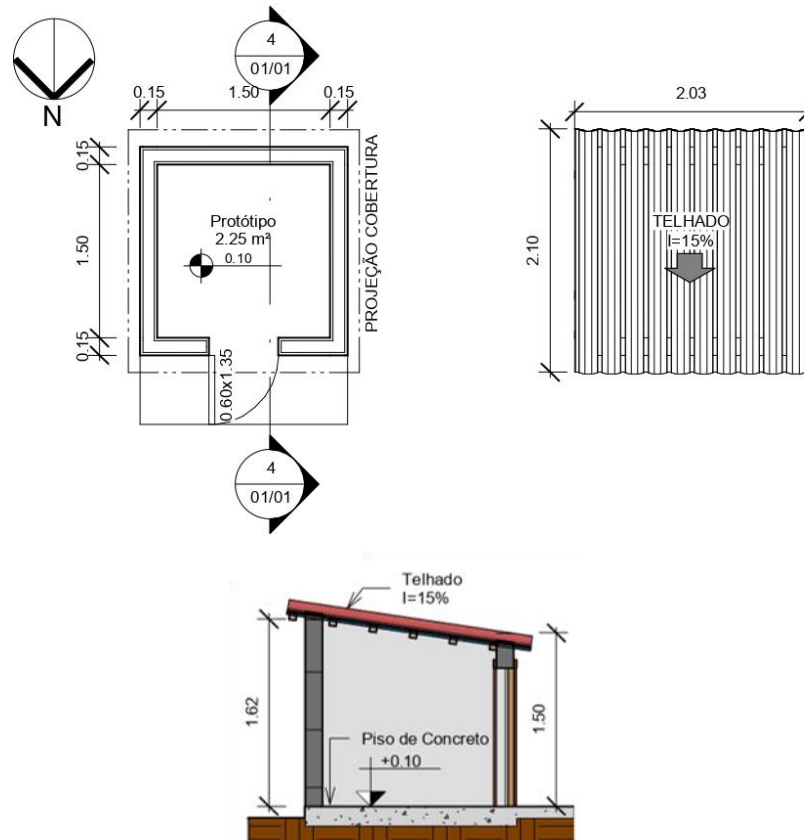 4
01/01
N
0.15
1.50
0.15
0.15
1.50
0.15
Protótipo
2.25 m²
0.10
PROJEÇÃO COBERTURA
0.60x1.35
4
01/01
2.03
2.10
TELHADO
I=15%
Telhado
I=15%
1.62
Piso de Concreto
+0.10
1.50